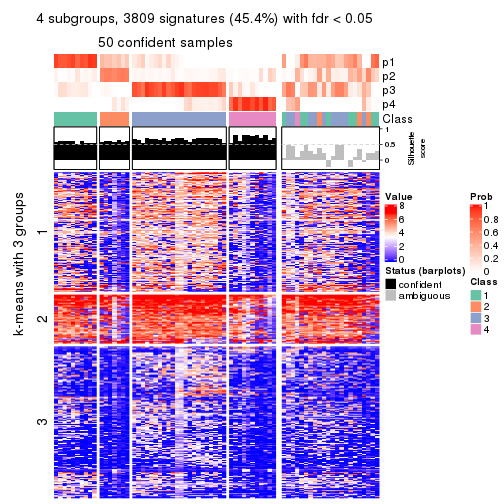 4 subgroups, 3809 signatures (45.4%) with fdr < 0.05
50 confident samples
p1
p2
p3
p4
Class
1
0.5
0
Silhouette
score
k-means with 3 groups
1
2
3
Value
8
6
4
2
0
Status (barplots)
confident
ambiguous
Prob
1
0.8
0.6
0.4
0.2
0
Class
1
2
3
4